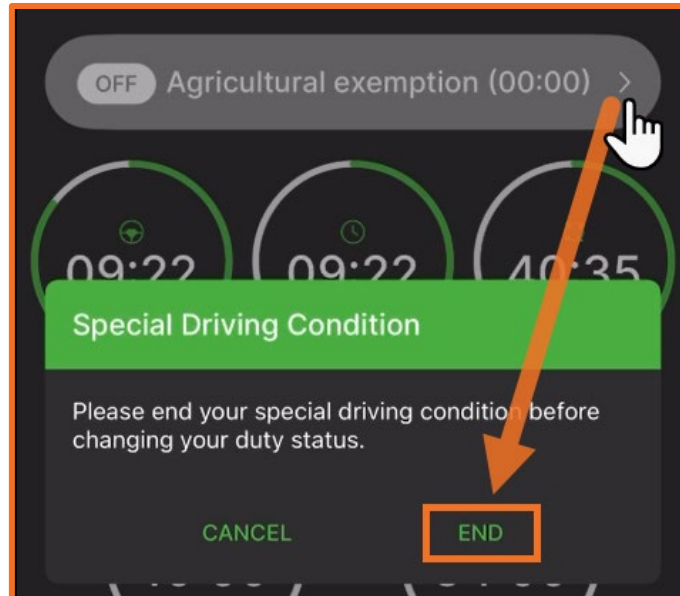 OFF Agricultural exemption (00:00) >
09:22 09:22 40:35
Special Driving Condition
Please end your special driving condition before
changing your duty status.
CANCEL END